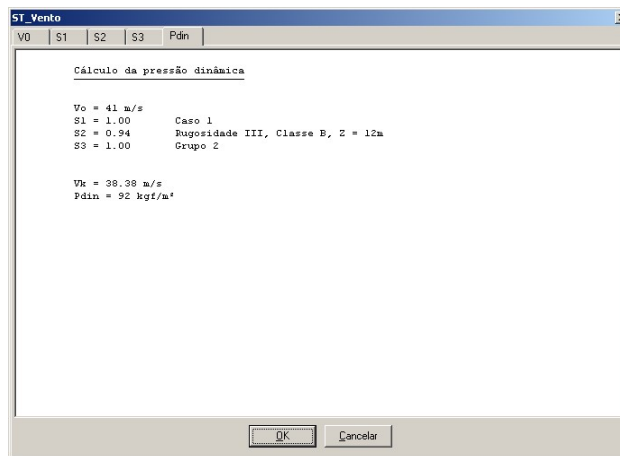 ST_Vento
V0 S1 S2 S3 Pdin
Cálculo da pressão dinâmica
Vo = 41 m/s
S1 = 1.00 Caso 1
S2 = 0.94 Rugosidade III, Classe B, Z = 12m
S3 = 1.00 Grupo 2
Vk = 38.38 m/s
Pdin = 92 kgf/m²
OK Cancelar